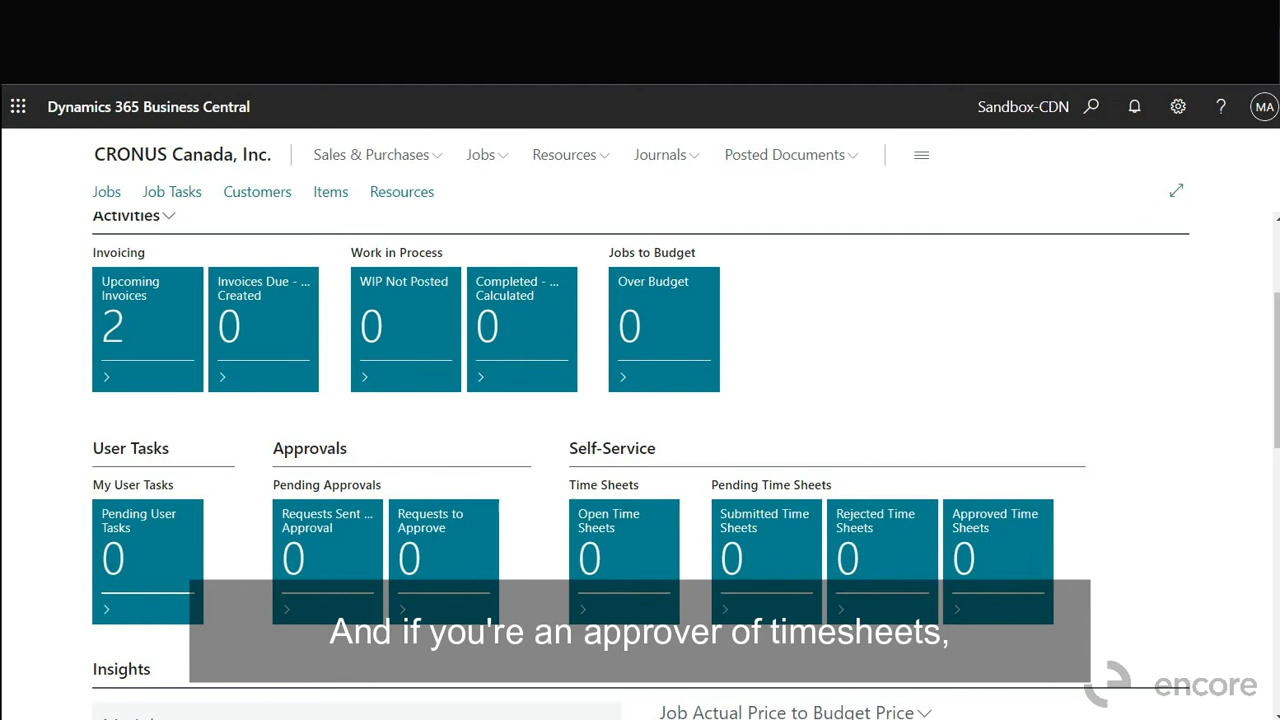 Dynamics 365 Business Central
Sandbox-CDN
MA
CRONUS Canada, Inc.
Sales & Purchases
Jobs
Resources
Journals
Posted Documents
Jobs
Job Tasks
Customers
Items
Resources
Activities
Invoicing
Work in Process
Jobs to Budget
Upcoming
Invoices
2
Invoices Due - ...
Created
0
WIP Not Posted
0
Completed - ...
Calculated
0
Over Budget
0
User Tasks
Approvals
Self-Service
My User Tasks
Pending Approvals
Time Sheets
Pending Time Sheets
Pending User
Tasks
0
Requests Sent ...
Approval
0
Requests to
Approve
0
Open Time
Sheets
0
Submitted Time
Sheets
0
Rejected Time
Sheets
0
Approved Time
Sheets
0
And if you're an approver of timesheets,
Insights
encore
Job Actual Price to Budget Price